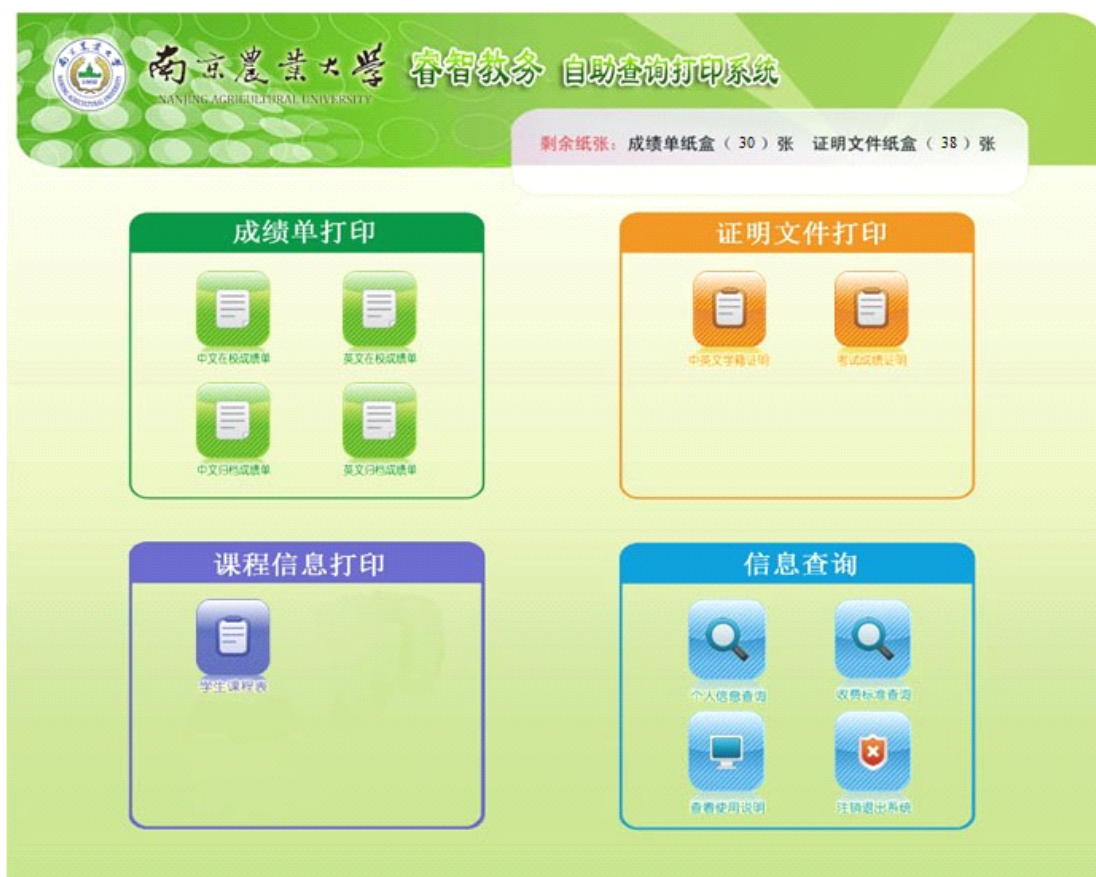 南京農業大学 睿智教务 自助查询打印系统
NANJING AGRICULTURAL UNIVERSITY
剩余纸张：成绩单纸盒（ 30 ）张 证明文件纸盒（ 38 ）张
成绩单打印
中文在校成绩单 英文在校成绩单
中文归档成绩单 英文归档成绩单
证明文件打印
中英文学籍证明 考试成绩证明
课程信息打印
学生课程表
信息查询
个人信息查询 收费标准查询
查看使用说明 注销退出系统